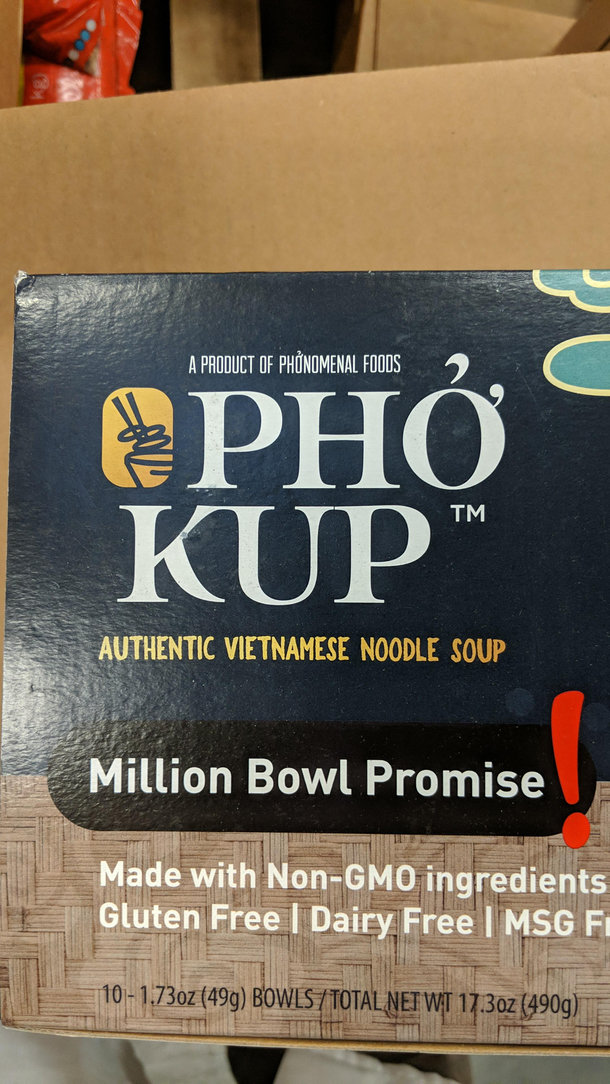 A PRODUCT OF PHỞNOMENAL FOODS
PHỞ
KUP™
AUTHENTIC VIETNAMESE NOODLE SOUP
Million Bowl Promise!
Made with Non-GMO ingredients
Gluten Free | Dairy Free | MSG
10 - 1.73oz (49g) BOWLS / TOTAL NET WT 17.3oz (490g)